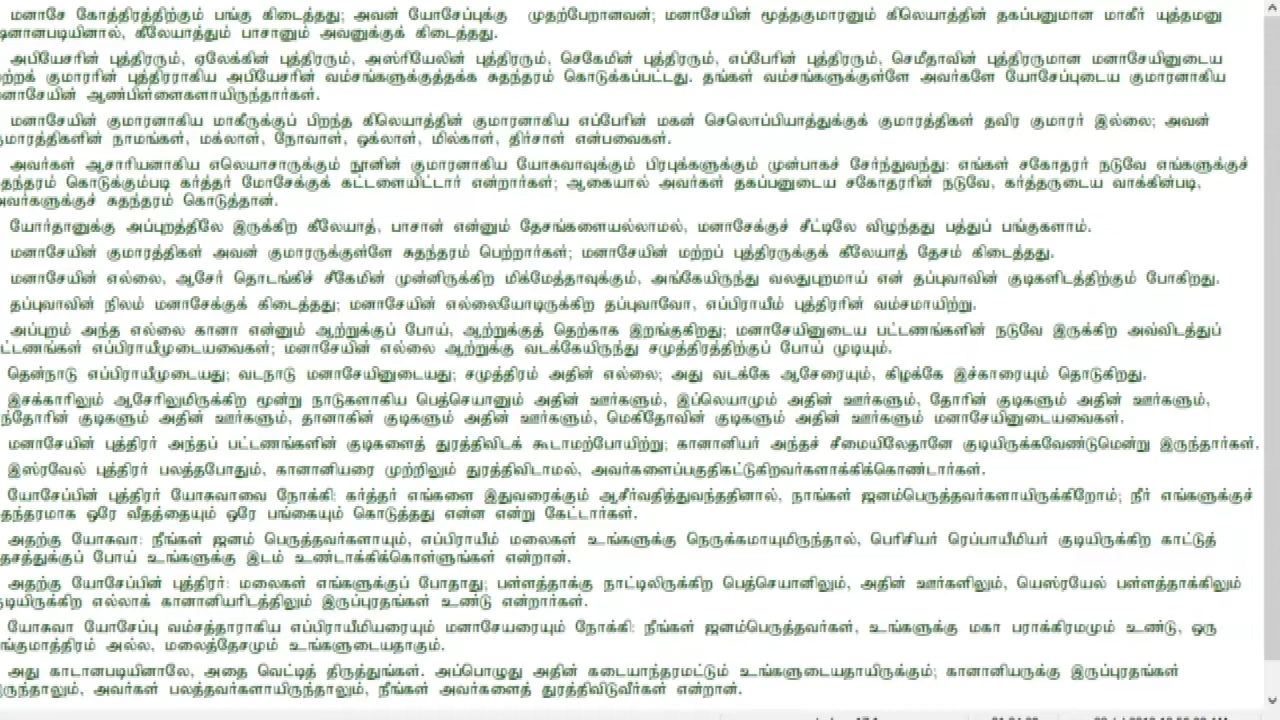 மனாசே கோத்திரத்திற்கும் பங்கு கிடைத்தது; அவன் யோசேப்புக்கு முதற்பேறானவன்; மனாசேயின் மூத்தகுமாரனும் கிலெயாத்தின் தகப்பனுமான மாகீர் யுத்தமனு
ஷனானபடியினால், கீலேயாத்தும் பாசானும் அவனுக்குக் கிடைத்தது.
அபியேசரின் புத்திரரும், ஏலேக்கின் புத்திரரும், அஸ்ரியேலின் புத்திரரும், செகேமின் புத்திரரும், எப்பேரின் புத்திரரும், செமீதாவின் புத்திரருமான மனாசேயினுடைய
மற்றக் குமாரரின் புத்திரராகிய அபியேசரின் வம்சங்களுக்குத்தக்க சுதந்தரம் கொடுக்கப்பட்டது. தங்கள் வம்சங்களுக்குள்ளே அவர்களே யோசேப்புடைய குமாரனாகிய
மனாசேயின் ஆண்பிள்ளைகளாயிருந்தார்கள்.
மனாசேயின் குமாரனாகிய மாகீருக்குப் பிறந்த கிலெயாத்தின் குமாரனாகிய எப்பேரின் மகன் செலொப்பியாத்துக்குக் குமாரத்திகள் தவிர குமாரர் இல்லை; அவன்
குமாரத்திகளின் நாமங்கள், மக்லாள், நோவாள், ஒக்லாள், மில்காள், திர்சாள் என்பவைகள்.
அவர்கள் ஆசாரியனாகிய எலெயாசாருக்கும் நூனின் குமாரனாகிய யோசுவாவுக்கும் பிரபுக்களுக்கும் முன்பாகச் சேர்ந்துவந்து: எங்கள் சகோதரர் நடுவே எங்களுக்குச்
சுதந்தரம் கொடுக்கும்படி கர்த்தர் மோசேக்குக் கட்டளையிட்டார் என்றார்கள்; ஆகையால் அவர்கள் தகப்பனுடைய சகோதரரின் நடுவே, கர்த்தருடைய வாக்கின்படி,
அவர்களுக்குச் சுதந்தரம் கொடுத்தான்.
யோர்தானுக்கு அப்புறத்திலே இருக்கிற கீலேயாத், பாசான் என்னும் தேசங்களையல்லாமல், மனாசேக்குச் சீட்டிலே விழுந்தது பத்துப் பங்குகளாம்.
மனாசேயின் குமாரத்திகள் அவன் குமாரருக்குள்ளே சுதந்தரம் பெற்றார்கள்; மனாசேயின் மற்றப் புத்திரருக்குக் கீலேயாத் தேசம் கிடைத்தது.
மனாசேயின் எல்லை, ஆசேர் தொடங்கிச் சீகேமின் முன்னிருக்கிற மிக்மேத்தாவுக்கும், அங்கேயிருந்து வலதுபுறமாய் என் தப்புவாவின் குடிகளிடத்திற்கும் போகிறது.
தப்புவாவின் நிலம் மனாசேக்குக் கிடைத்தது; மனாசேயின் எல்லையோடிருக்கிற தப்புவாவோ, எப்பிராயீம் புத்திரரின் வம்சமாயிற்று.
அப்புறம் அந்த எல்லை கானா என்னும் ஆற்றுக்குப் போய், ஆற்றுக்குத் தெற்காக இறங்குகிறது; மனாசேயினுடைய பட்டணங்களின் நடுவே இருக்கிற அவ்விடத்துப்
பட்டணங்கள் எப்பிராயீமுடையவைகள்; மனாசேயின் எல்லை ஆற்றுக்கு வடக்கேயிருந்து சமுத்திரத்திற்குப் போய் முடியும்.
தென்நாடு எப்பிராயீமுடையது; வடநாடு மனாசேயினுடையது; சமுத்திரம் அதின் எல்லை; அது வடக்கே ஆசேரையும், கிழக்கே இச்காரையும் தொடுகிறது.
இசக்காரிலும் ஆசேரிலுமிருக்கிற மூன்று நாடுகளாகிய பெத்செயானும் அதின் ஊர்களும், இப்லெயாமும் அதின் ஊர்களும், தோரின் குடிகளும் அதின் ஊர்களும்,
எந்தோரின் குடிகளும் அதின் ஊர்களும், தானாகின் குடிகளும் அதின் ஊர்களும், மெகிதோவின் குடிகளும் அதின் ஊர்களும் மனாசேயினுடையவைகள்.
மனாசேயின் புத்திரர் அந்தப் பட்டணங்களின் குடிகளைத் துரத்திவிடக் கூடாமற்போயிற்று; கானானியர் அந்தச் சீமையிலேதானே குடியிருக்கவேண்டுமென்று இருந்தார்கள்.
இஸ்ரவேல் புத்திரர் பலத்தபோதும், கானானியரை முற்றிலும் துரத்திவிடாமல், அவர்களைப்பகுதிகட்டுகிறவர்களாக்கிக்கொண்டார்கள்.
யோசேப்பின் புத்திரர் யோசுவாவை நோக்கி: கர்த்தர் எங்களை இதுவரைக்கும் ஆசீர்வதித்துவந்ததினால், நாங்கள் ஜனம்பெருத்தவர்களாயிருக்கிறோம்; நீர் எங்களுக்குச்
சுதந்தரமாக ஒரே வீதத்தையும் ஒரே பங்கையும் கொடுத்தது என்ன என்று கேட்டார்கள்.
அதற்கு யோசுவா: நீங்கள் ஜனம் பெருத்தவர்களாயும், எப்பிராயீம் மலைகள் உங்களுக்கு நெருக்கமாயுமிருந்தால், பெரிசியர் ரெப்பாயீமியர் குடியிருக்கிற காட்டுத்
தேசத்துக்குப் போய் உங்களுக்கு இடம் உண்டாக்கிக்கொள்ளுங்கள் என்றான்.
அதற்கு யோசேப்பின் புத்திரர்: மலைகள் எங்களுக்குப் போதாது; பள்ளத்தாக்கு நாட்டிலிருக்கிற பெத்செயானிலும், அதின் ஊர்களிலும், யெஸ்ரயேல் பள்ளத்தாக்கிலும்
குடியிருக்கிற எல்லாக் கானானியரிடத்திலும் இருப்புரதங்கள் உண்டு என்றார்கள்.
யோசுவா யோசேப்பு வம்சத்தாராகிய எப்பிராயீமியரையும் மனாசேயரையும் நோக்கி: நீங்கள் ஜனம்பெருத்தவர்கள், உங்களுக்கு மகா பராக்கிரமமும் உண்டு, ஒரு
பங்குமாத்திரம் அல்ல, மலைத்தேசமும் உங்களுடையதாகும்.
அது காடானபடியினாலே, அதை வெட்டித் திருத்துங்கள். அப்பொழுது அதின் கடையாந்தரமட்டும் உங்களுடையதாயிருக்கும்; கானானியருக்கு இருப்புரதங்கள்
இருந்தாலும், அவர்கள் பலத்தவர்களாயிருந்தாலும், நீங்கள் அவர்களைத் துரத்திவிடுவீர்கள் என்றான்.